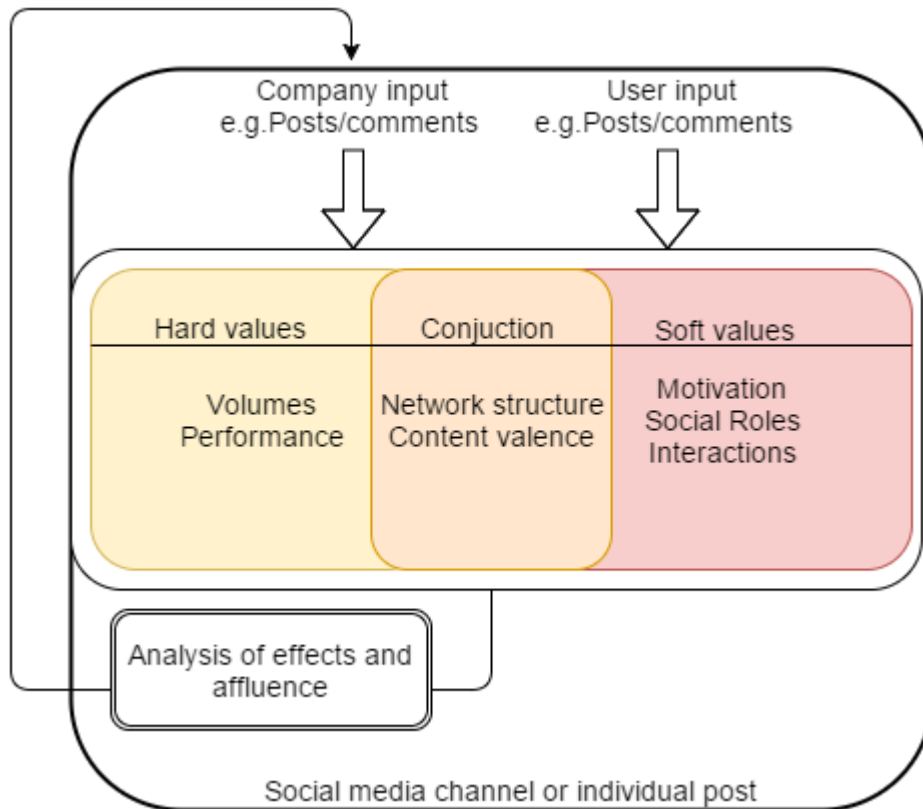 Company input
e.g.Posts/comments
User input
e.g.Posts/comments
Hard values
Conjuction
Soft values
Volumes
Performance
Network structure
Content valence
Motivation
Social Roles
Interactions
Analysis of effects and
affluence
Social media channel or individual post